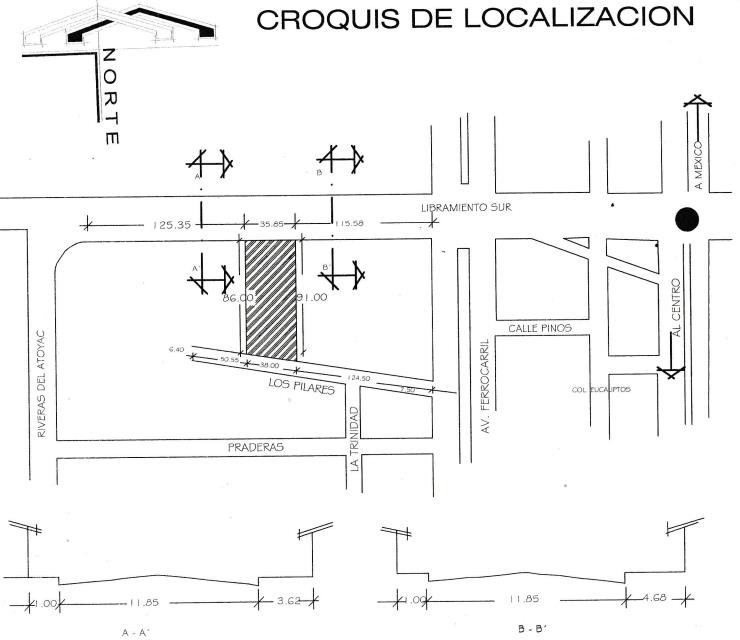 CROQUIS DE LOCALIZACION
NORTE
A MEXICO
A
B
LIBRAMIENTO SUR
125.35
35.85
115.58
A'
B'
86.00
91.00
AL CENTRO
RIVERAS DEL ATOYAC
CALLE PINOS
AV. FERROCARRIL
6.40
50.55
38.00
124.50
7.50
LOS PILARES
COL. EUCALIPTOS
LA TRINIDAD
PRADERAS
1.00
11.85
3.62
1.00
11.85
4.68
A - A'
B - B'